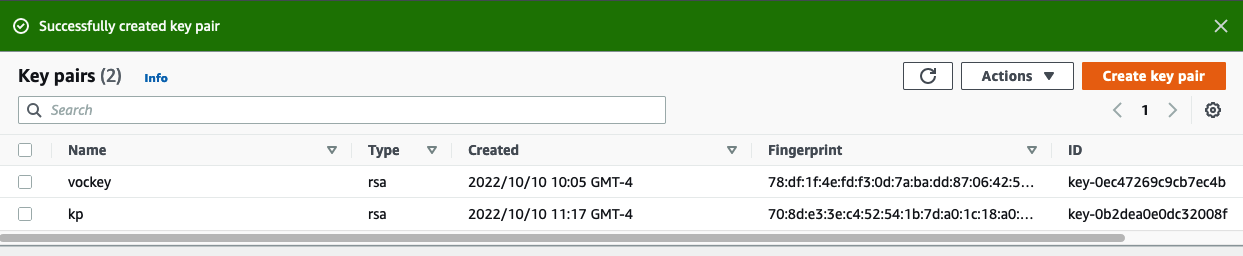 Successfully created key pair
Key pairs (2) Info Actions Create key pair
Search 1
Name Type Created Fingerprint ID
vockey rsa 2022/10/10 10:05 GMT-4 78:df:1f:4e:fd:f3:0d:7a:ba:dd:87:06:42:5... key-0ec47269c9cb7ec4b
kp rsa 2022/10/10 11:17 GMT-4 70:8d:e3:3e:c4:52:54:1b:7d:a0:1c:18:a0:... key-0b2dea0e0dc32008f